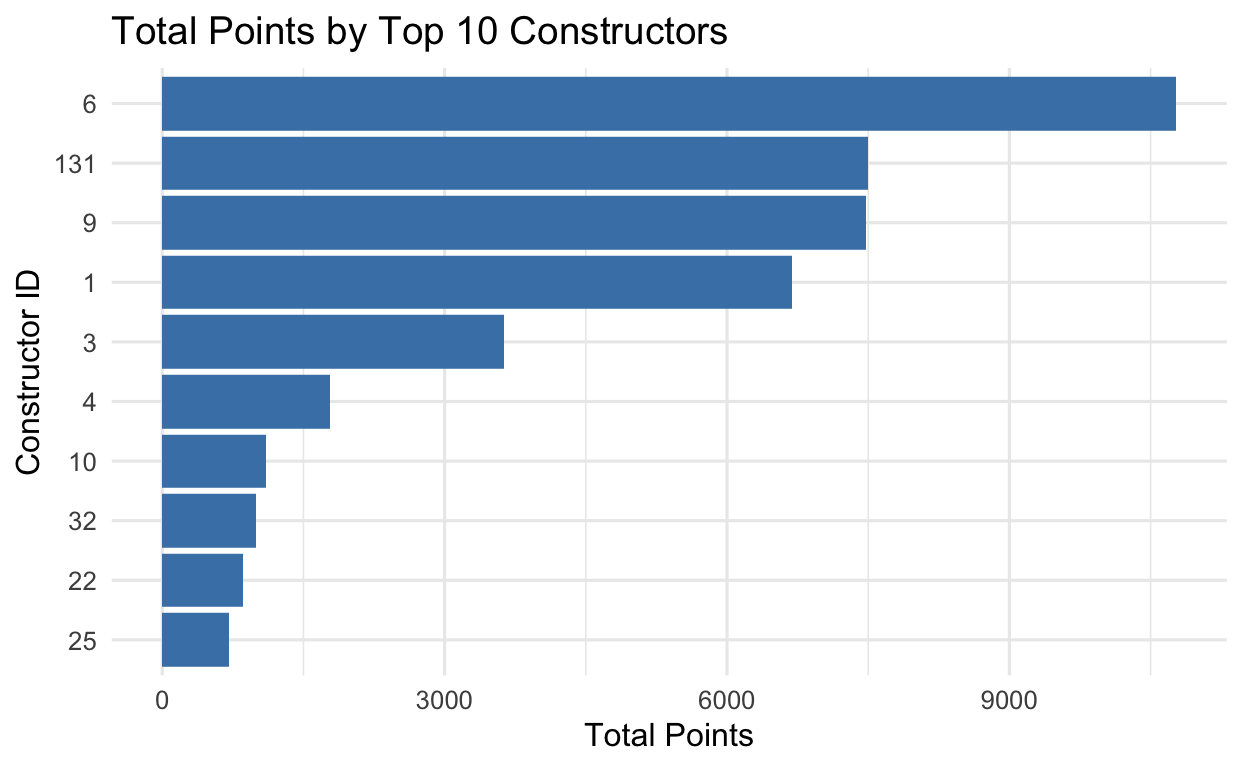 Total Points by Top 10 Constructors
Constructor ID
6
131
9
1
3
4
10
32
22
25
0 3000 6000 9000
Total Points